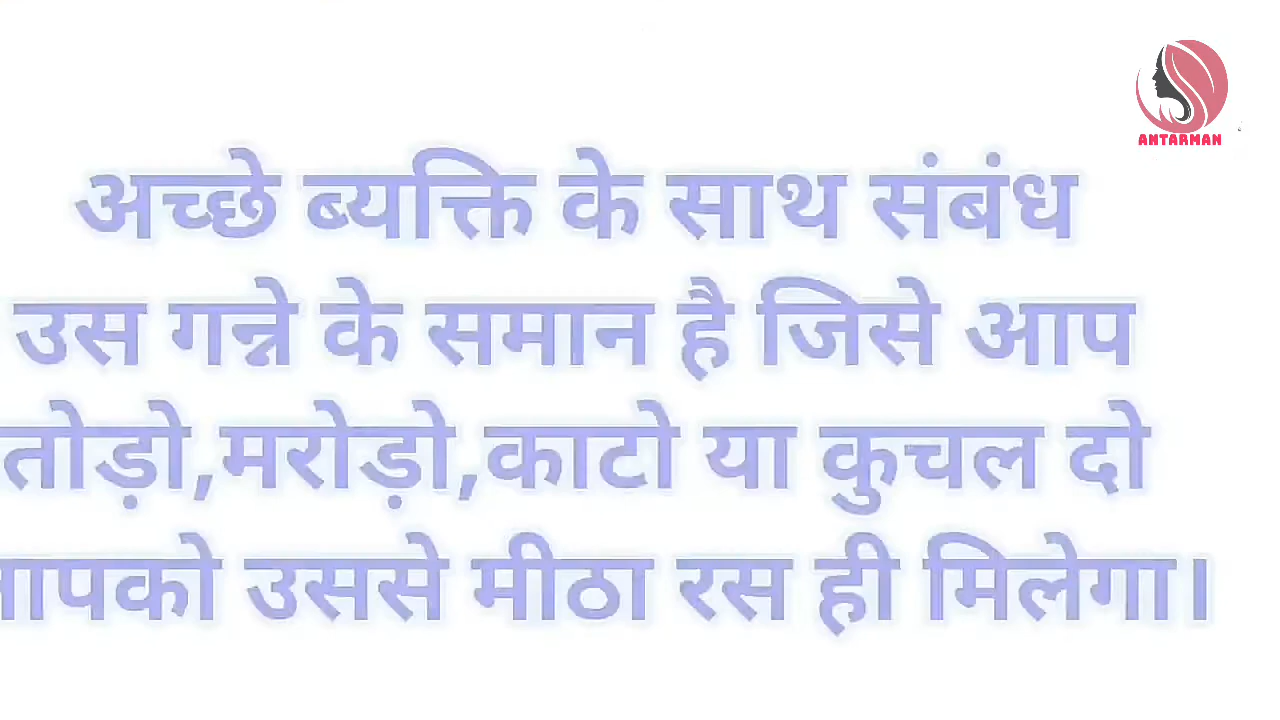 ANTARMAN
अच्छे ब्यक्ति के साथ संबंध
उस गन्ने के समान है जिसे आप
तोड़ो,मरोड़ो,काटो या कुचल दो
उससे मीठा रस ही मिलेगा।